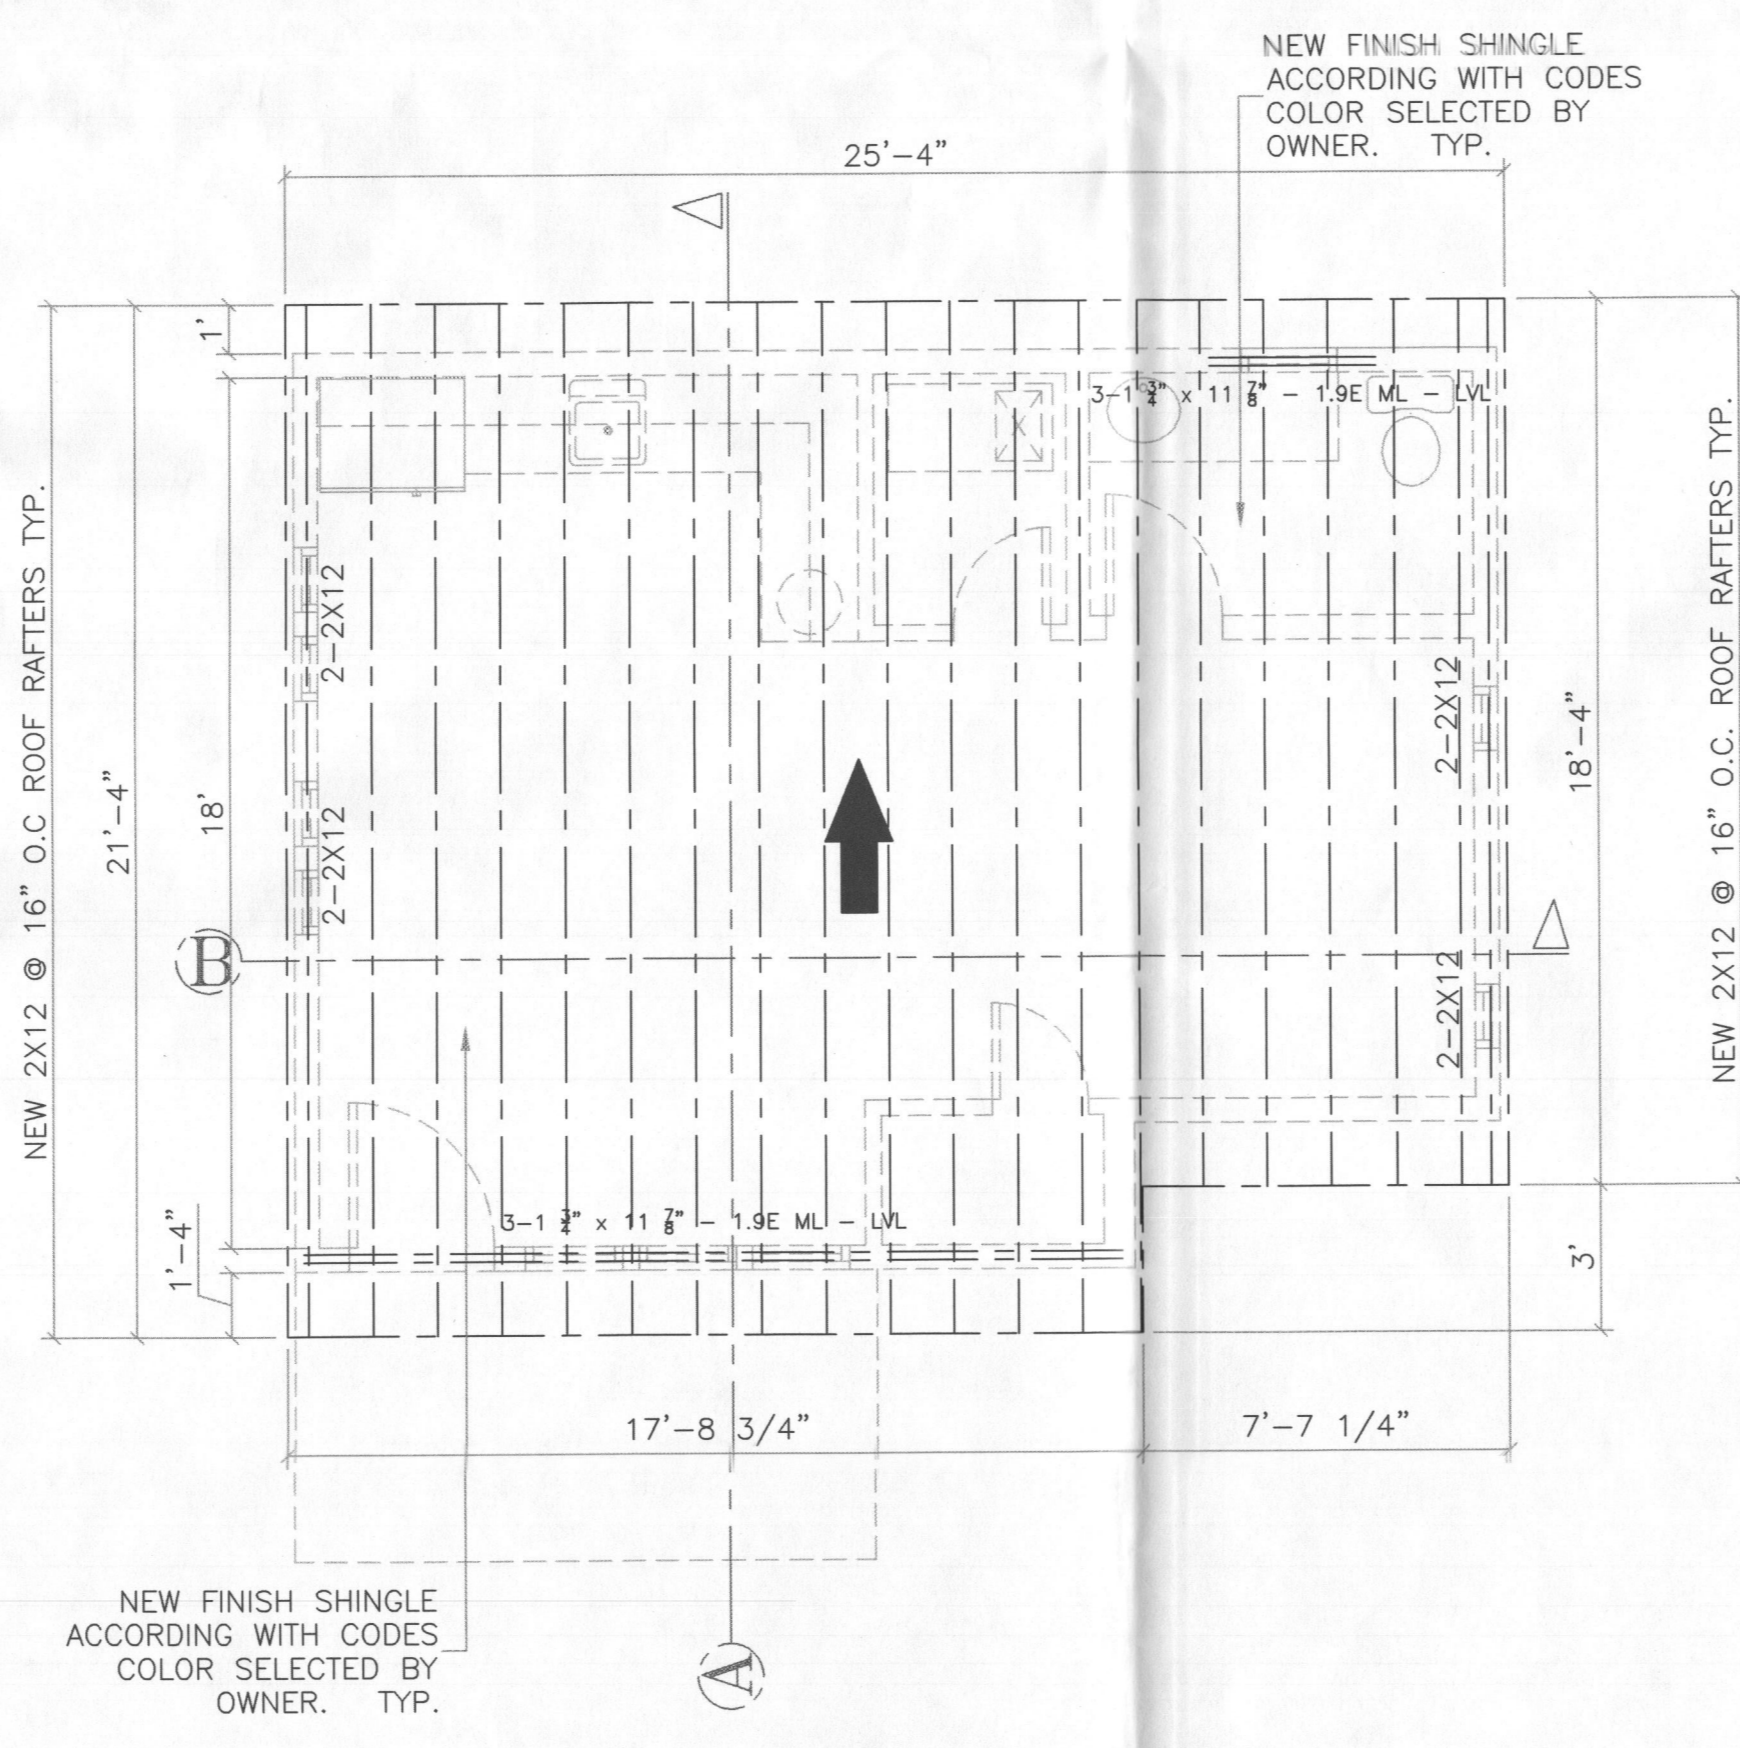 NEW FINISH SHINGLE
ACCORDING WITH CODES
COLOR SELECTED BY
OWNER. TYP.
25'-4"
1'
3-1 3/4" x 11 7/8" - 1.9E ML - LVL
X
NEW 2X12 @ 16" O.C ROOF RAFTERS TYP.
21'-4"
18'
2-2X12
2-2X12
2-2X12
2-2X12
18'-4"
NEW 2X12 @ 16" O.C. ROOF RAFTERS TYP.
B
1'-4"
3-1 3/4" x 11 7/8" - 1.9E ML - LVL
3'
17'-8 3/4"
7'-7 1/4"
NEW FINISH SHINGLE
ACCORDING WITH CODES
COLOR SELECTED BY
OWNER. TYP.
A